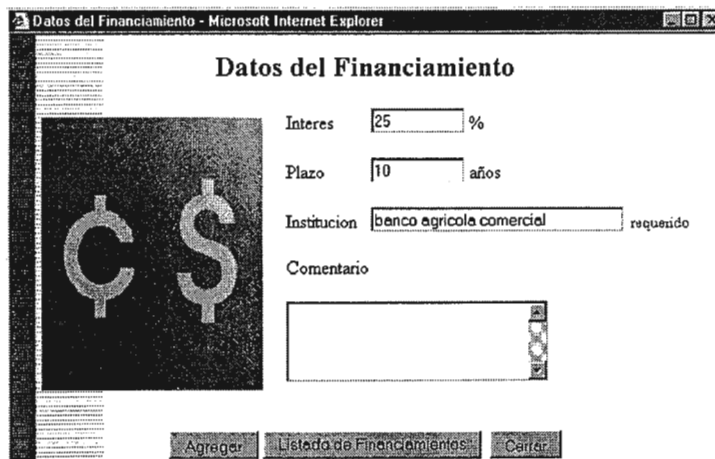 Datos del Financiamiento - Microsoft Internet Explorer
Datos del Financiamiento
Interes 25 %
Plazo 10 años
Institucion banco agricola comercial requerido
Comentario
¢ $
Agregar Listado de Financiamientos Cerrar